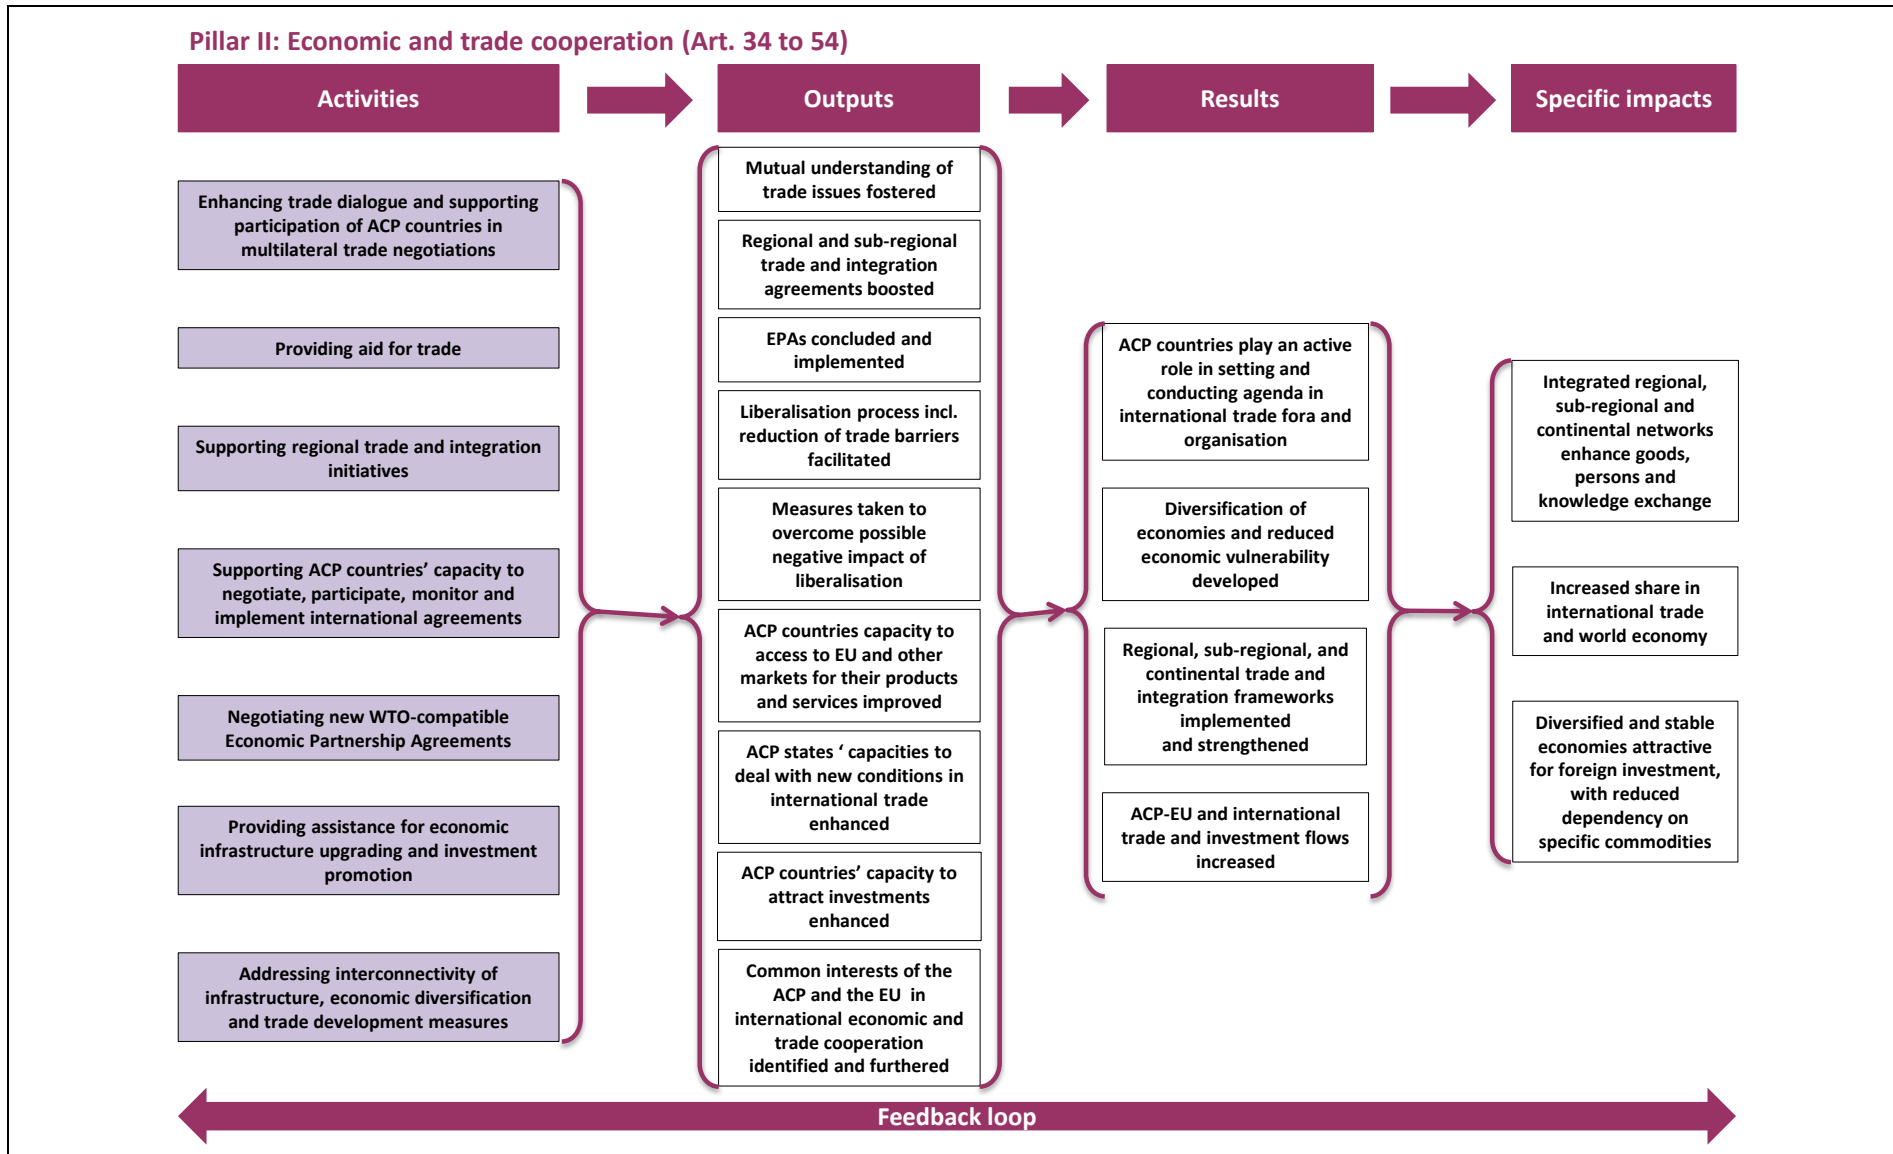 Pillar II: Economic and trade cooperation (Art. 34 to 54)
Activities
Outputs
Results
Specific impacts
Enhancing trade dialogue and supporting
participation of ACP countries in
multilateral trade negotiations
Providing aid for trade
Supporting regional trade and integration
initiatives
Supporting ACP countries’ capacity to
negotiate, participate, monitor and
implement international agreements
Negotiating new WTO-compatible
Economic Partnership Agreements
Providing assistance for economic
infrastructure upgrading and investment
promotion
Addressing interconnectivity of
infrastructure, economic diversification
and trade development measures
Mutual understanding of
trade issues fostered
Regional and sub-regional
trade and integration
agreements boosted
EPAs concluded and
implemented
Liberalisation process incl.
reduction of trade barriers
facilitated
Measures taken to
overcome possible
negative impact of
liberalisation
ACP countries capacity to
access to EU and other
markets for their products
and services improved
ACP states ‘ capacities to
deal with new conditions in
international trade
enhanced
ACP countries’ capacity to
attract investments
enhanced
Common interests of the
ACP and the EU in
international economic and
trade cooperation
identified and furthered
ACP countries play an active
role in setting and
conducting agenda in
international trade fora and
organisation
Diversification of
economies and reduced
economic vulnerability
developed
Regional, sub-regional, and
continental trade and
integration frameworks
implemented
and strengthened
ACP-EU and international
trade and investment flows
increased
Integrated regional,
sub-regional and
continental networks
enhance goods,
persons and
knowledge exchange
Increased share in
international trade
and world economy
Diversified and stable
economies attractive
for foreign investment,
with reduced
dependency on
specific commodities
Feedback loop